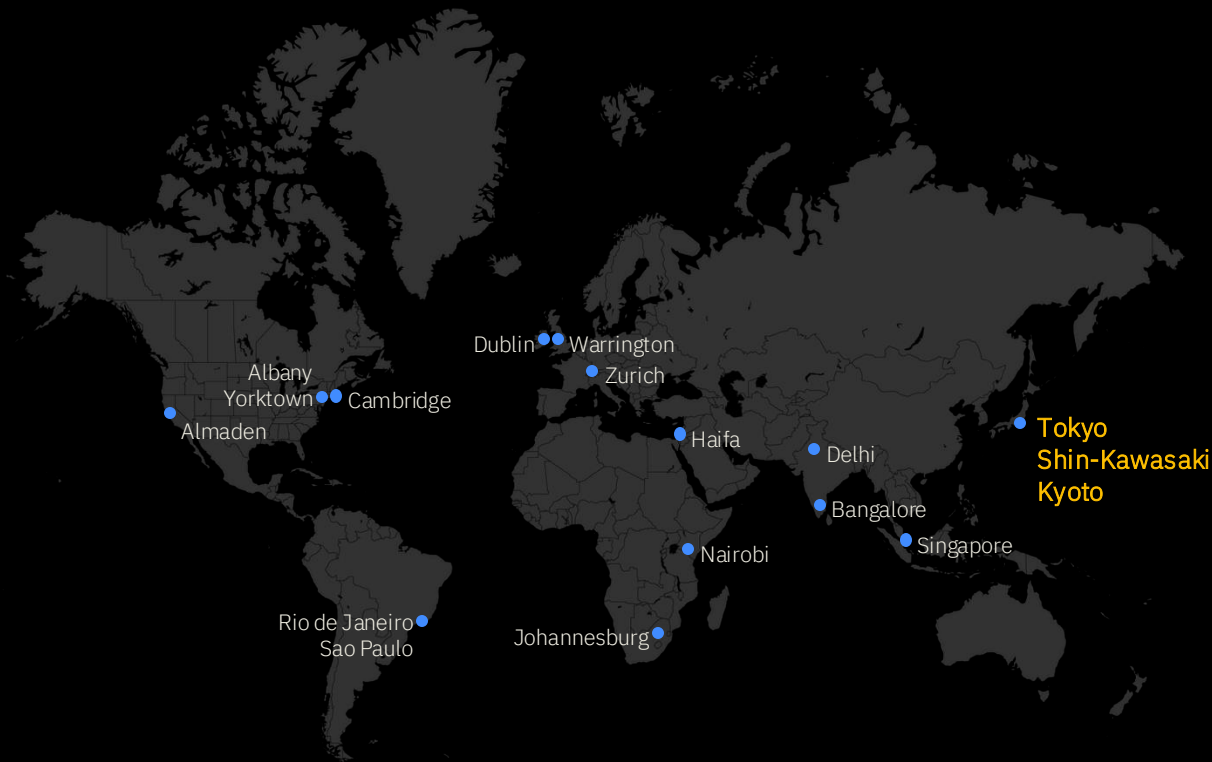 Dublin
Warrington
Zurich
Albany
Yorktown
Cambridge
Almaden
Haifa
Delhi
Tokyo
Shin-Kawasaki
Kyoto
Bangalore
Singapore
Nairobi
Rio de Janeiro
Sao Paulo
Johannesburg